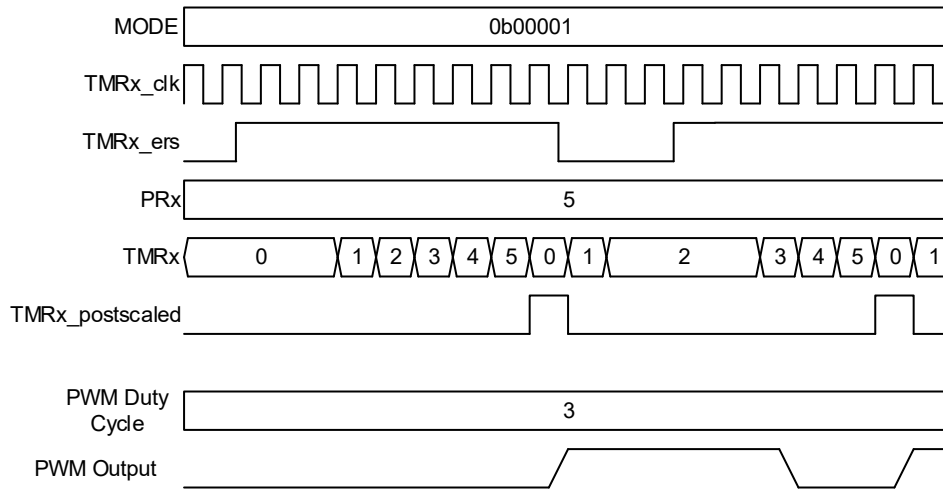 MODE 0b00001
TMRx_clk
TMRx_ers
PRx 5
TMRx 0 1 2 3 4 5 0 1 2 3 4 5 0 1
TMRx_postscaled
PWM Duty
Cycle 3
PWM Output